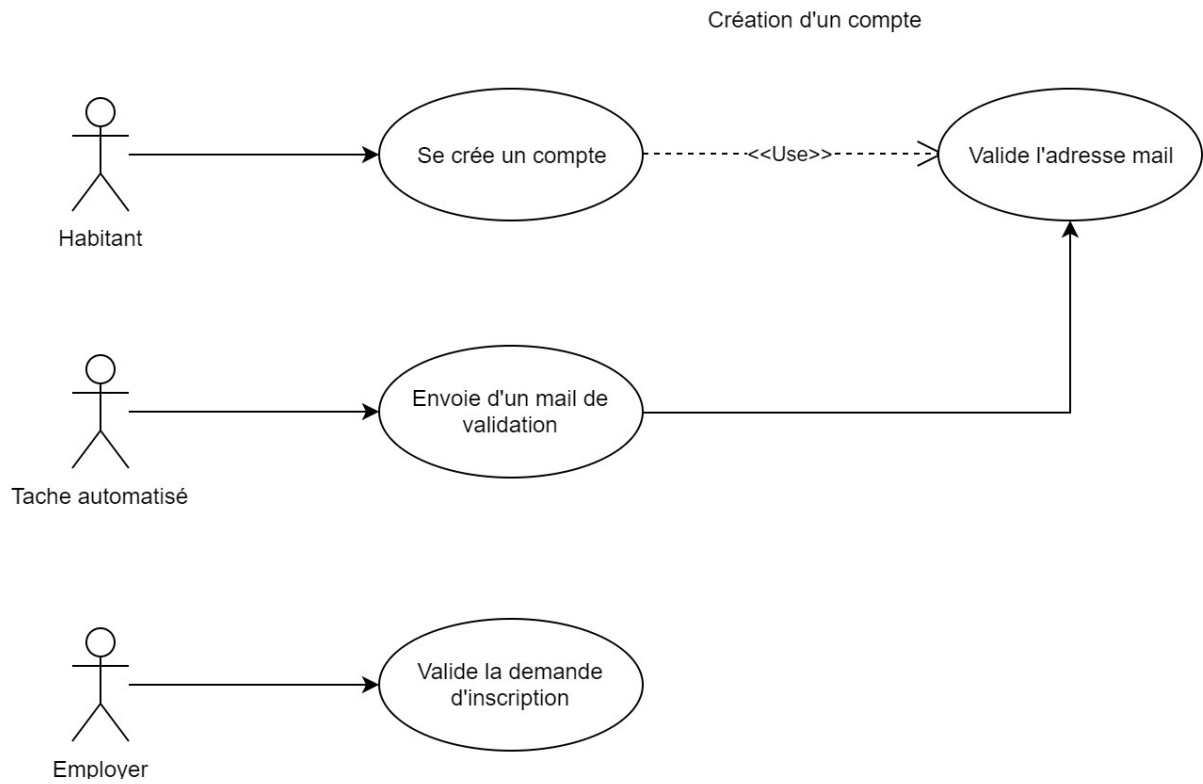 Création d'un compte
Se crée un compte
<<Use>>
Valide l'adresse mail
Habitant
Envoie d'un mail de
validation
Tache automatisé
Valide la demande
d'inscription
Employer